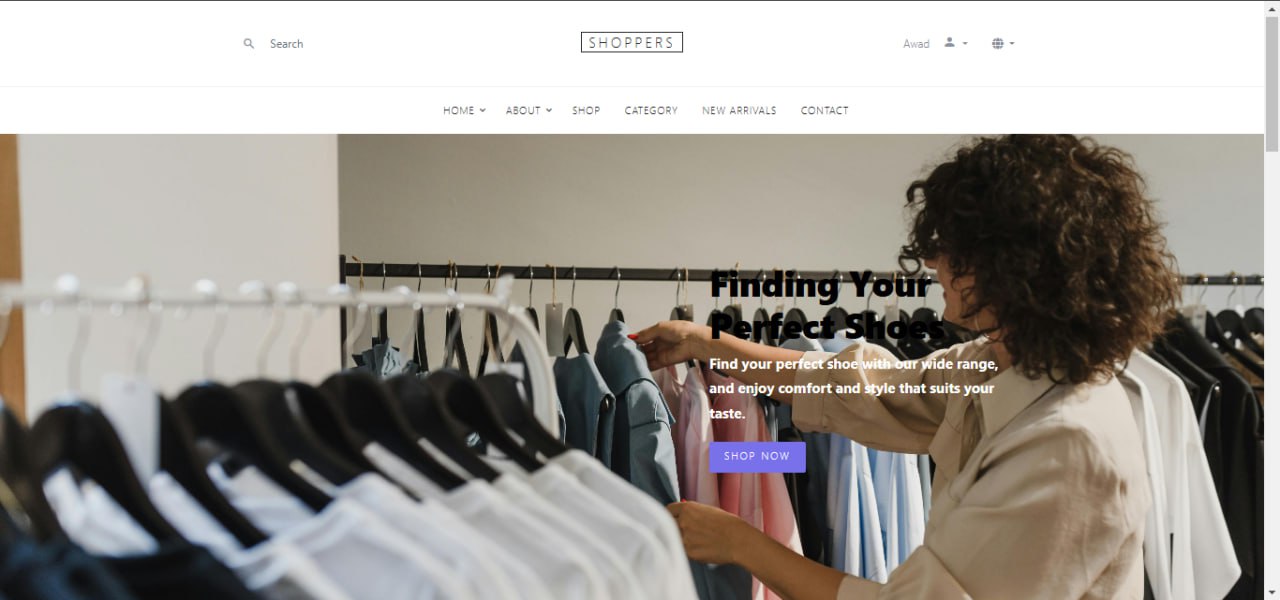 Search
SHOPPERS
Awad
HOME
ABOUT
SHOP
CATEGORY
NEW ARRIVALS
CONTACT
Finding Your
Perfect Shoes
Find your perfect shoe with our wide range,
and enjoy comfort and style that suits your
taste.
SHOP NOW